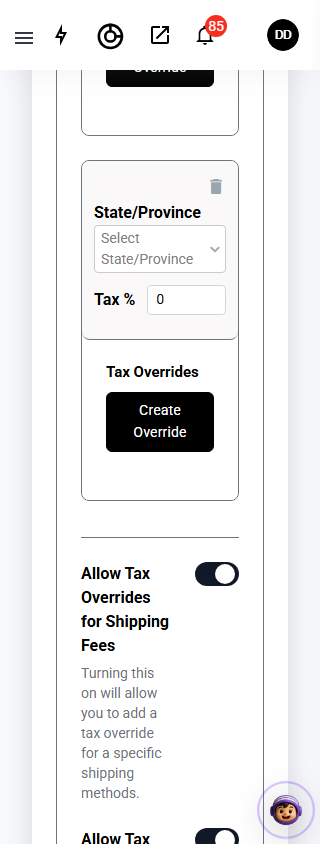 85
DD
Override
State/Province
Select
State/Province
Tax %
0
Tax Overrides
Create
Override
Allow Tax
Overrides
for Shipping
Fees
Turning this
on will allow
you to add a
tax override
for a specific
shipping
methods.
Allow Tax